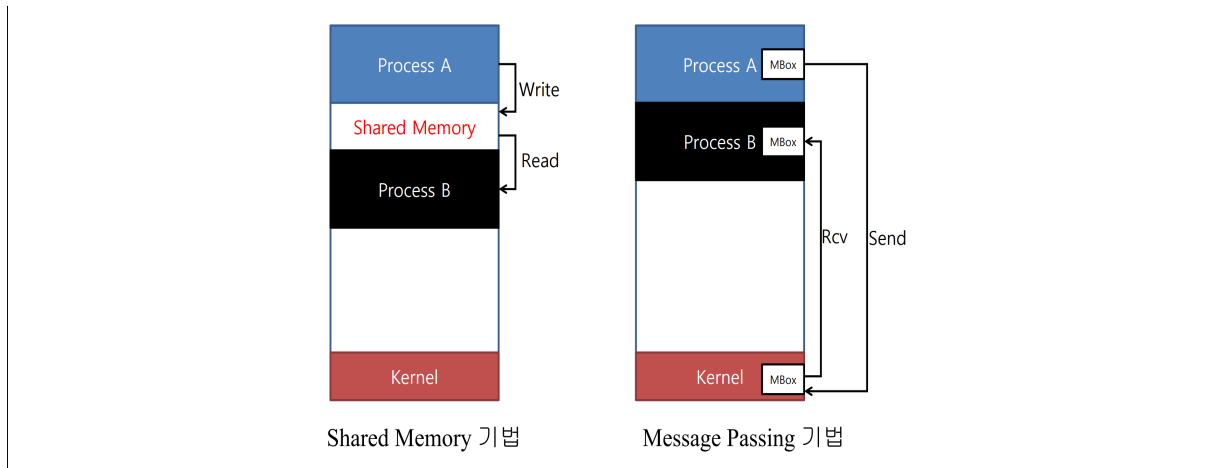 Process A
Write
Shared Memory
Read
Process B
Kernel
Shared Memory 기법
Process A
MBox
Process B
MBox
Rcv
Send
Kernel
MBox
Message Passing 기법